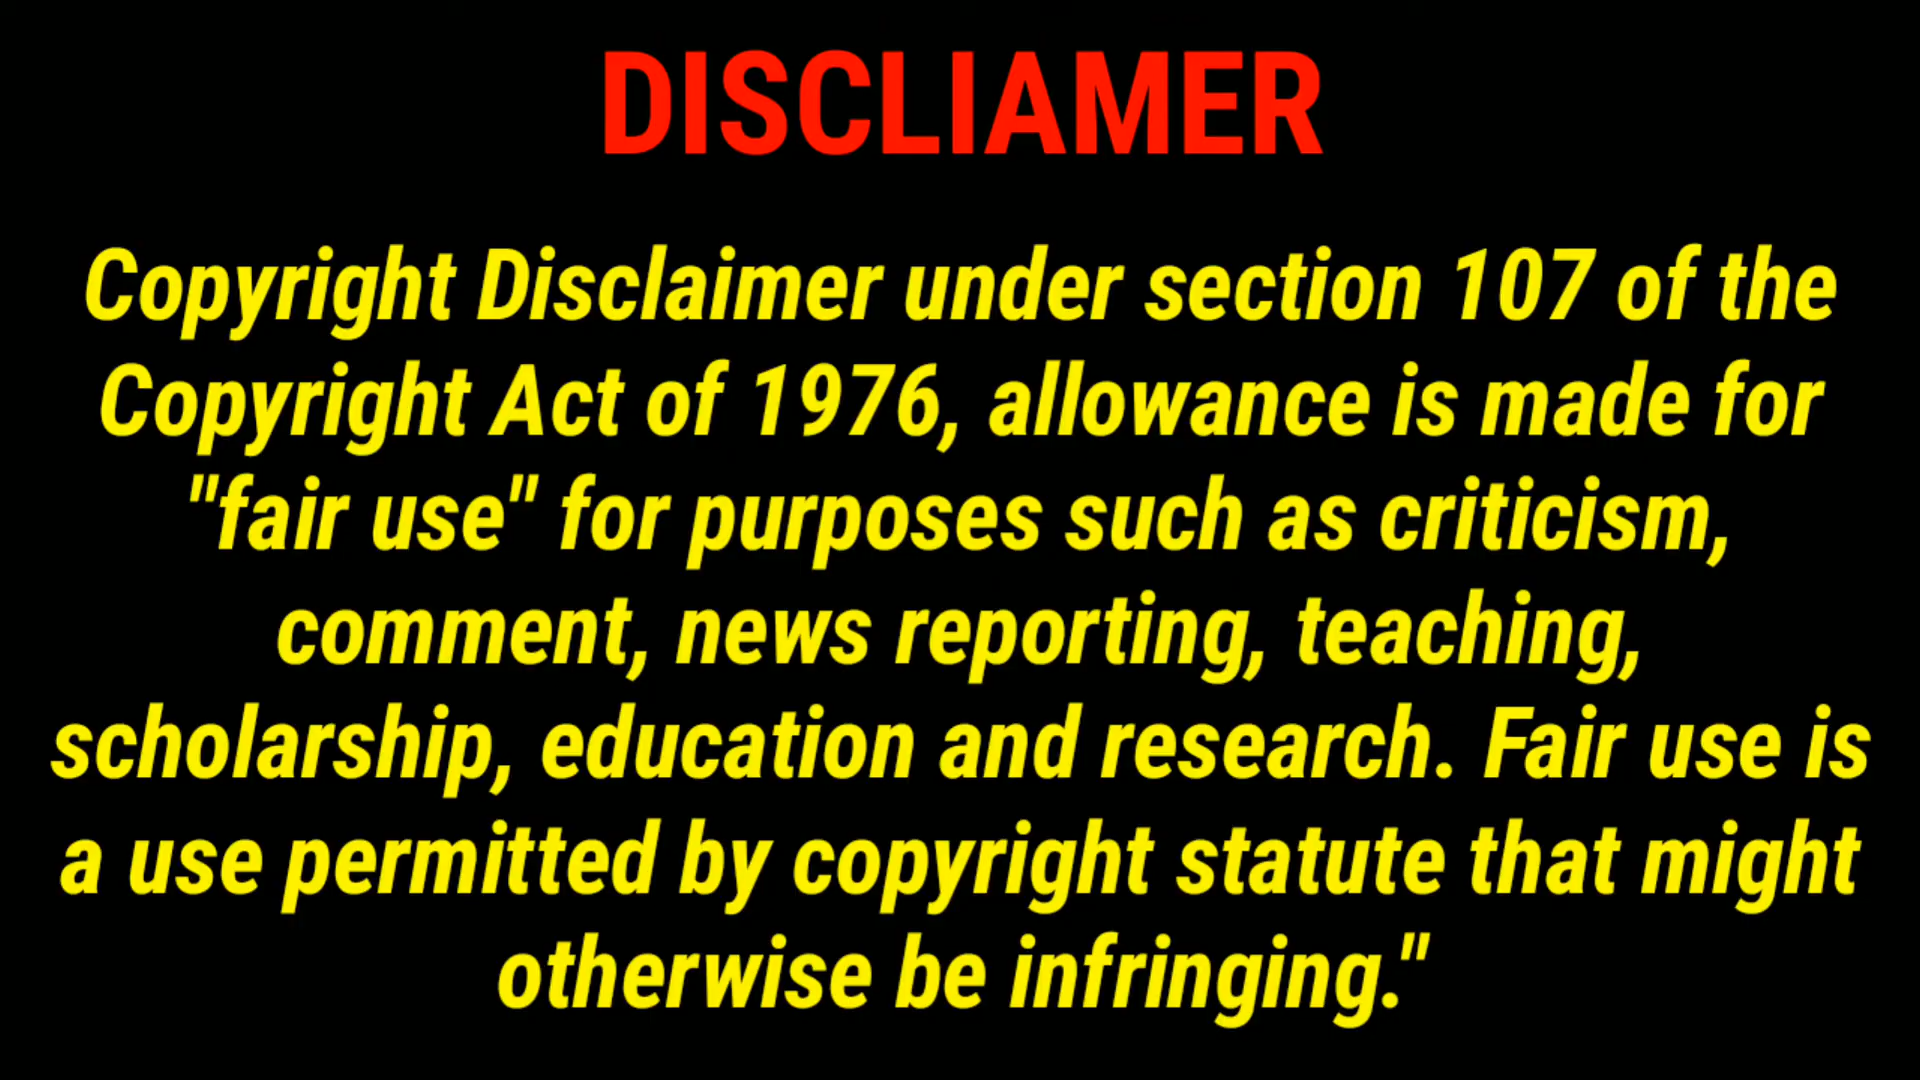 DISCLIAMER
Copyright Disclaimer under section 107 of the
Copyright Act of 1976, allowance is made for
"fair use" for purposes such as criticism,
comment, news reporting, teaching,
scholarship, education and research. Fair use is
a use permitted by copyright statute that might
otherwise be infringing."